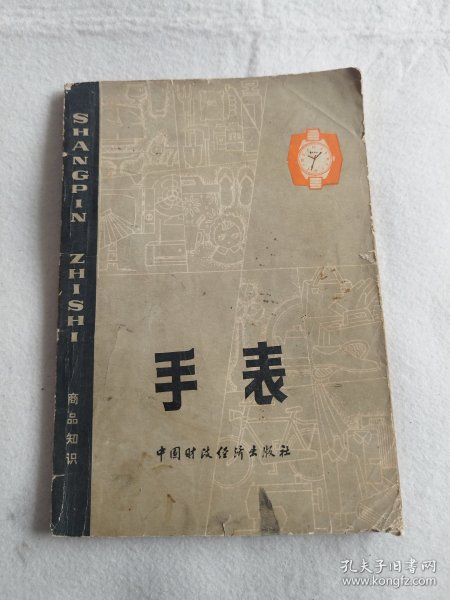 SHANGPIN ZHISHI
商品知识
手表
中国财政经济出版社
孔夫子旧书网
www.kongfz.com